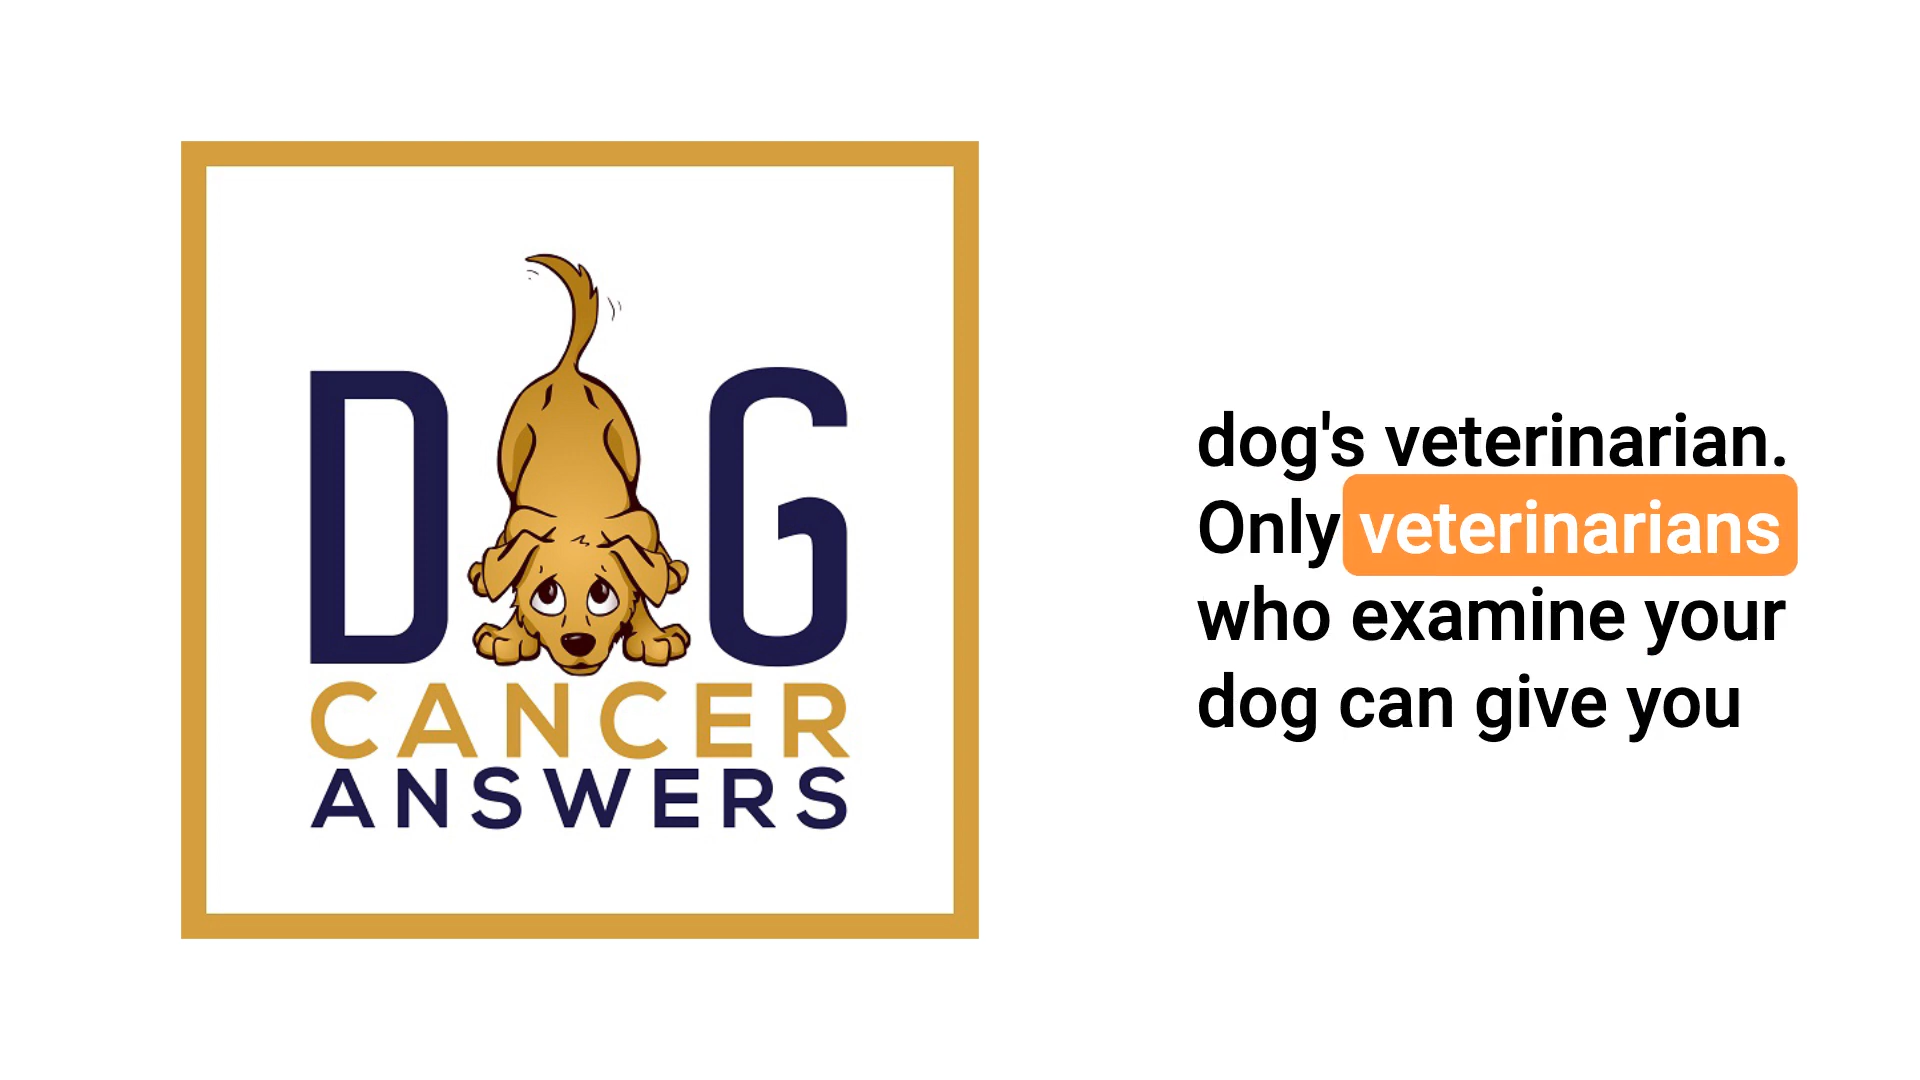 DOG
CANCER
ANSWERS
dog's veterinarian.
Only veterinarians
who examine your
dog can give you